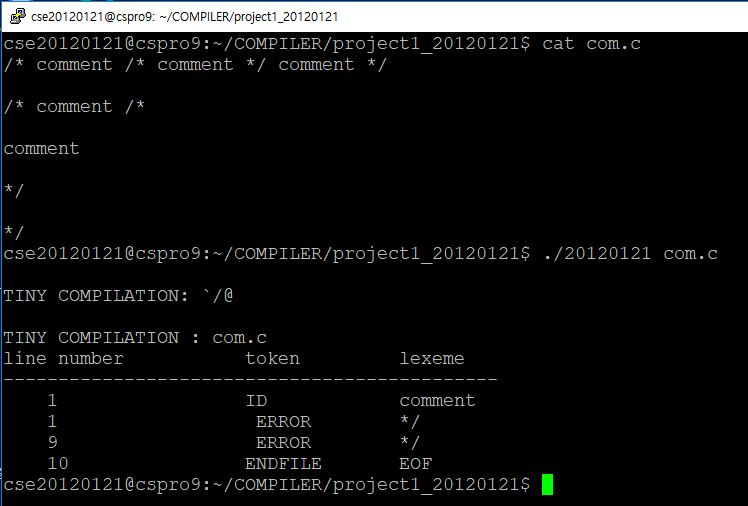 cse20120121@cspro9: ~/COMPILER/project1_20120121
cse20120121@cspro9:~/COMPILER/project1_20120121$ cat com.c
/* comment /* comment */ comment */
/* comment /*
comment
*/
*/
cse20120121@cspro9:~/COMPILER/project1_20120121$ ./20120121 com.c
TINY COMPILATION: `/@
TINY COMPILATION : com.c
line number token lexeme
---------------------------------------------
1 ID comment
1 ERROR */
9 ERROR */
10 ENDFILE EOF
cse20120121@cspro9:~/COMPILER/project1_20120121$